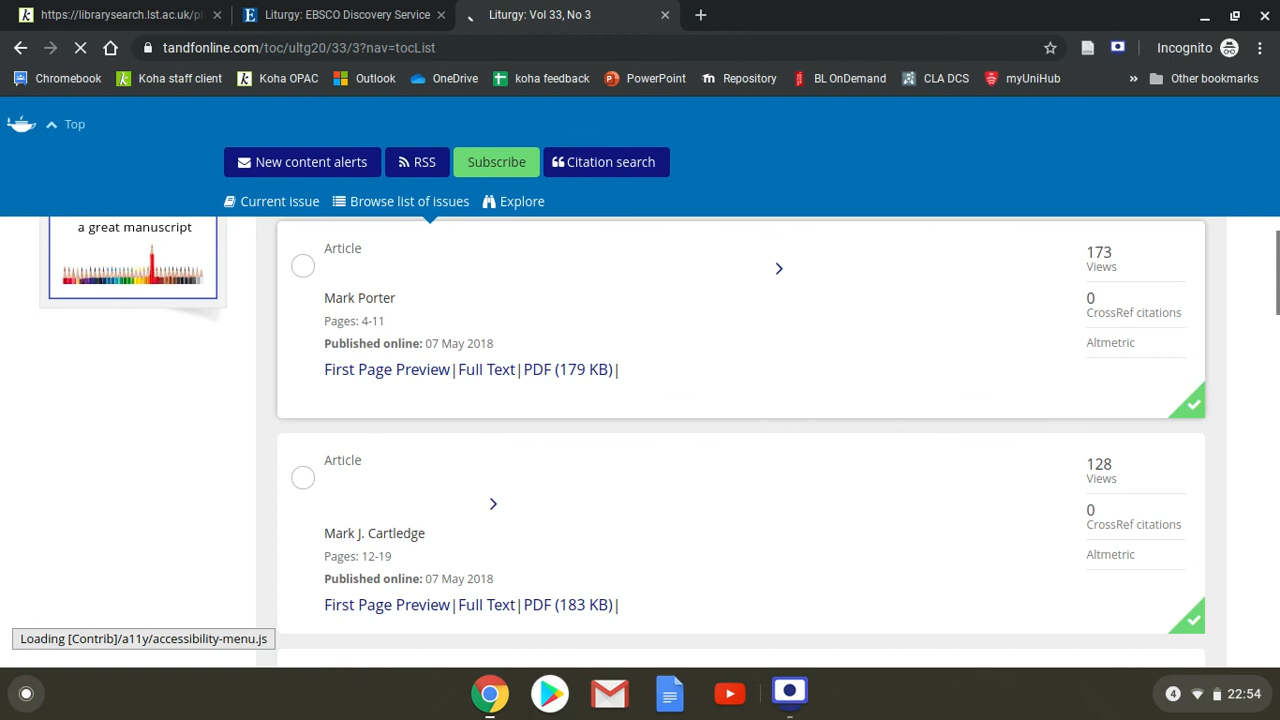 https://librarysearch.lst.ac.uk/pl
Liturgy: EBSCO Discovery Service
Liturgy: Vol 33, No 3
tandfonline.com/toc/ultg20/33/3?nav=tocList
Incognito
Chromebook
Koha staff client
Koha OPAC
Outlook
OneDrive
koha feedback
PowerPoint
Repository
BL OnDemand
CLA DCS
myUniHub
»
Other bookmarks
Top
New content alerts
RSS
Subscribe
Citation search
Current issue
Browse list of issues
Explore
a great manuscript
Article
Mark Porter
Pages: 4-11
Published online: 07 May 2018
First Page Preview|Full Text|PDF (179 KB)|
173
Views
0
CrossRef citations
Altmetric
Article
Mark J. Cartledge
Pages: 12-19
Published online: 07 May 2018
First Page Preview|Full Text|PDF (183 KB)|
128
Views
0
CrossRef citations
Altmetric
Loading [Contrib]/a11y/accessibility-menu.js
4
22:54